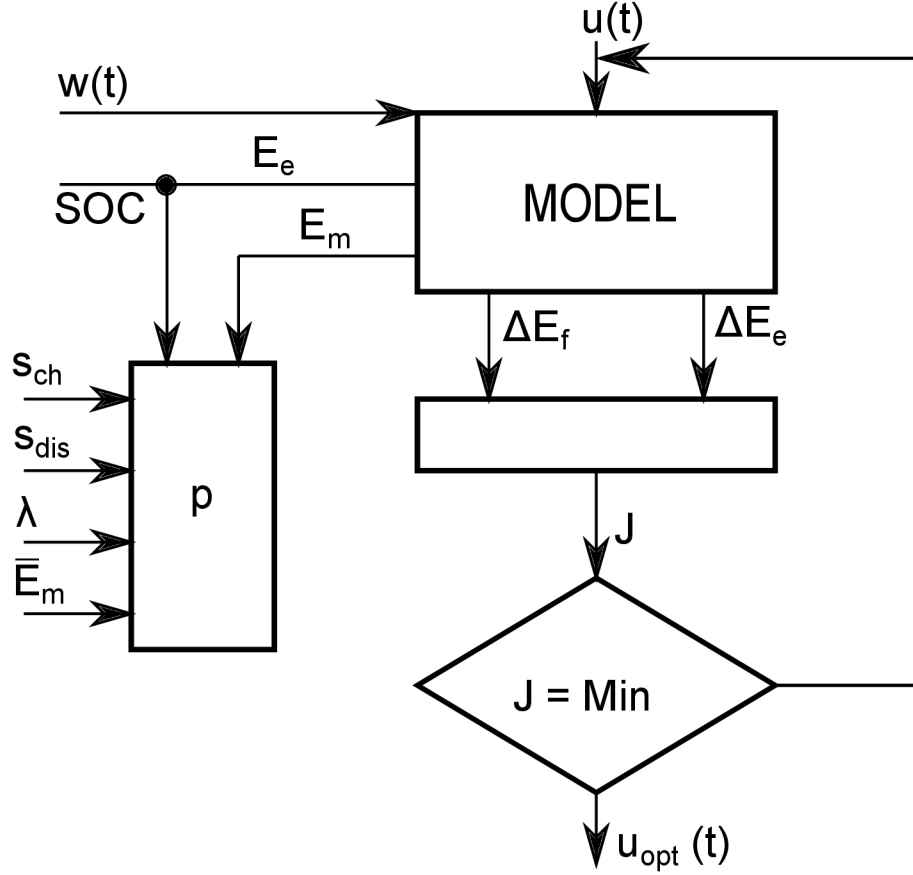 u(t)
w(t)
E_e
SOC
MODEL
E_m
ΔE_f
ΔE_e
s_ch
s_dis
p
λ
J
Ē_m
J = Min
u_opt (t)